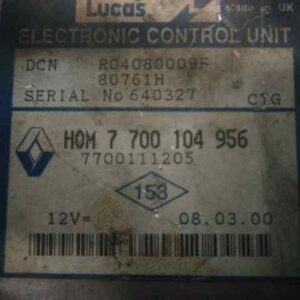 Lucas
Made in UK
ELECTRONIC CONTROL UNIT
DCN R04080009F
80761H
SERIAL No 640327 CTG
HOM 7 700 104 956
7700111205
153
12V= 08.03.00